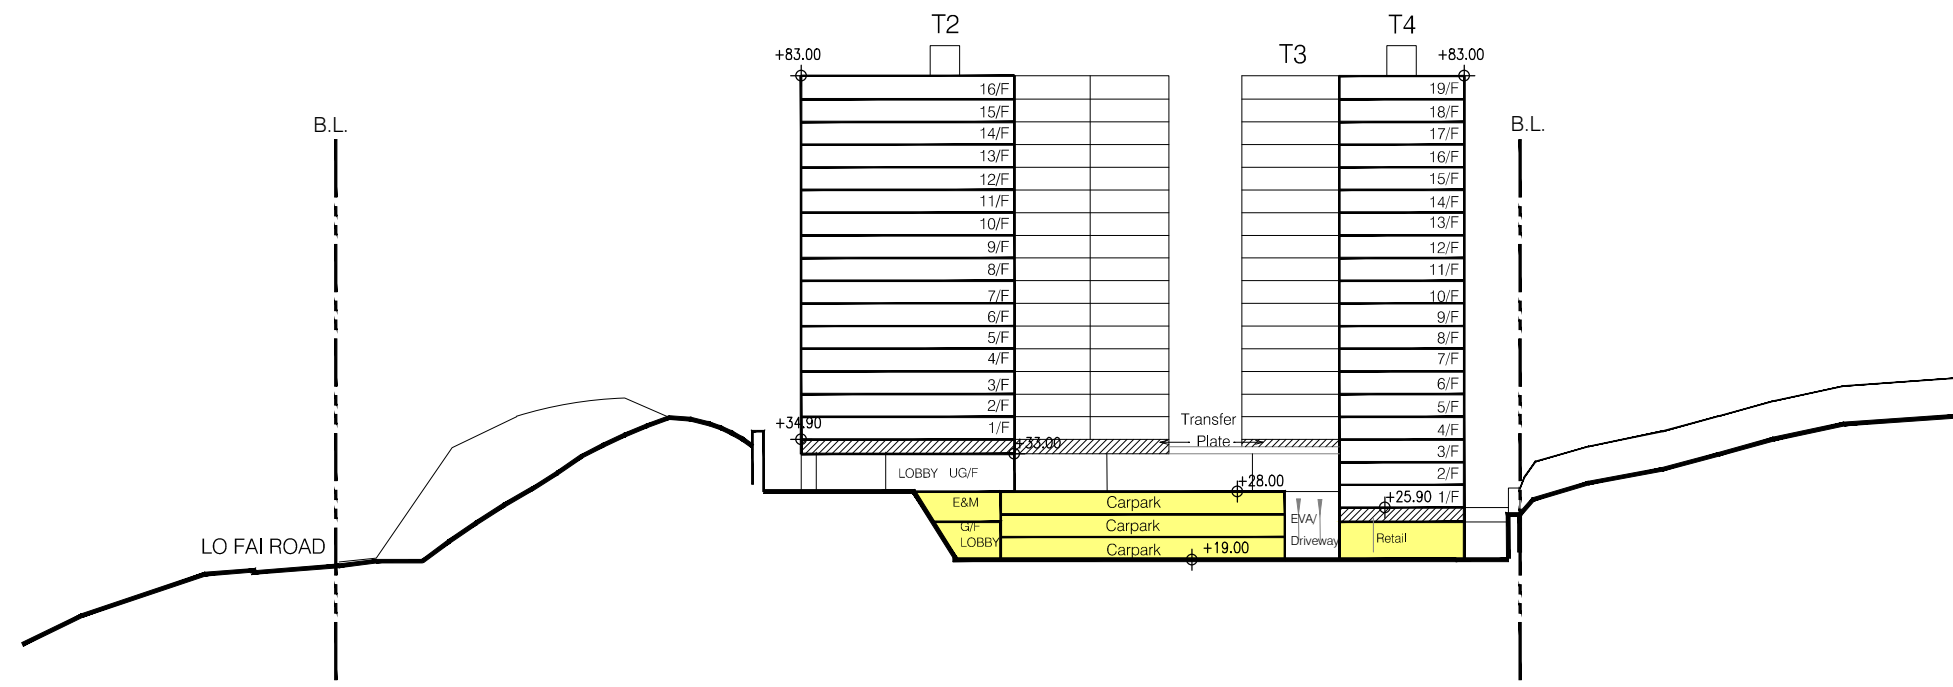 T2
T4
T3
+83.00
+83.00
B.L.
B.L.
16/F
15/F
14/F
13/F
12/F
11/F
10/F
9/F
8/F
7/F
6/F
5/F
4/F
3/F
2/F
1/F
19/F
18/F
17/F
16/F
15/F
14/F
13/F
12/F
11/F
10/F
9/F
8/F
7/F
6/F
5/F
4/F
3/F
2/F
1/F
+34.90
Transfer
Plate
+33.00
LOBBY UG/F
+28.00
+25.90
E&M
Carpark
G/F
LOBBY
Carpark
Carpark
+19.00
EVA/
Driveway
Retail
LO FAI ROAD